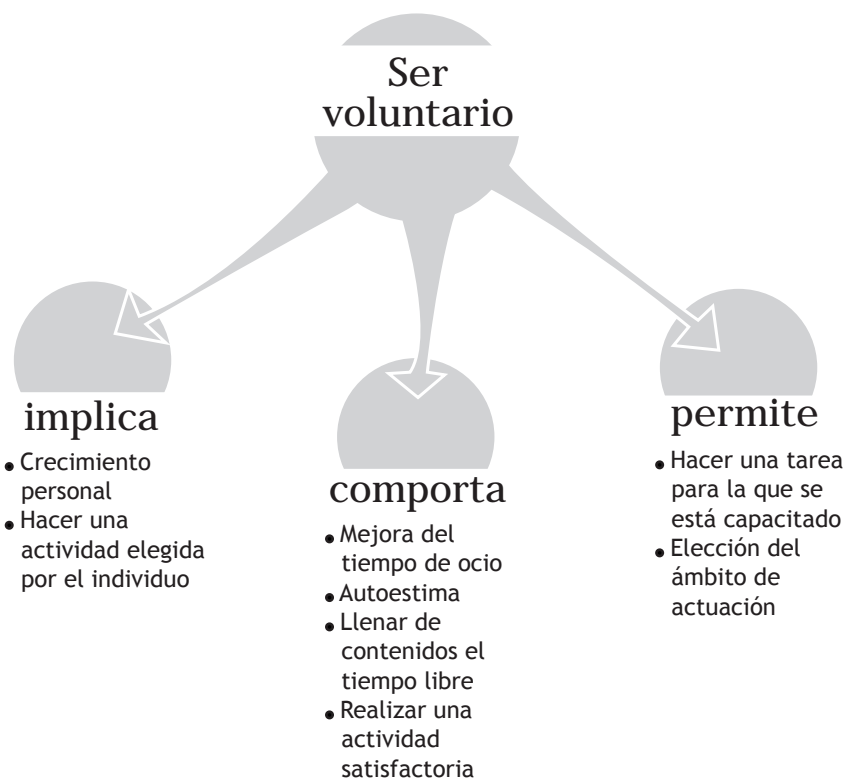 Ser
voluntario
implica
• Crecimiento
personal
• Hacer una
actividad elegida
por el individuo
comporta
• Mejora del
tiempo de ocio
• Autoestima
• Llenar de
contenidos el
tiempo libre
• Realizar una
actividad
satisfactoria
permite
• Hacer una tarea
para la que se
está capacitado
• Elección del
ámbito de
actuación